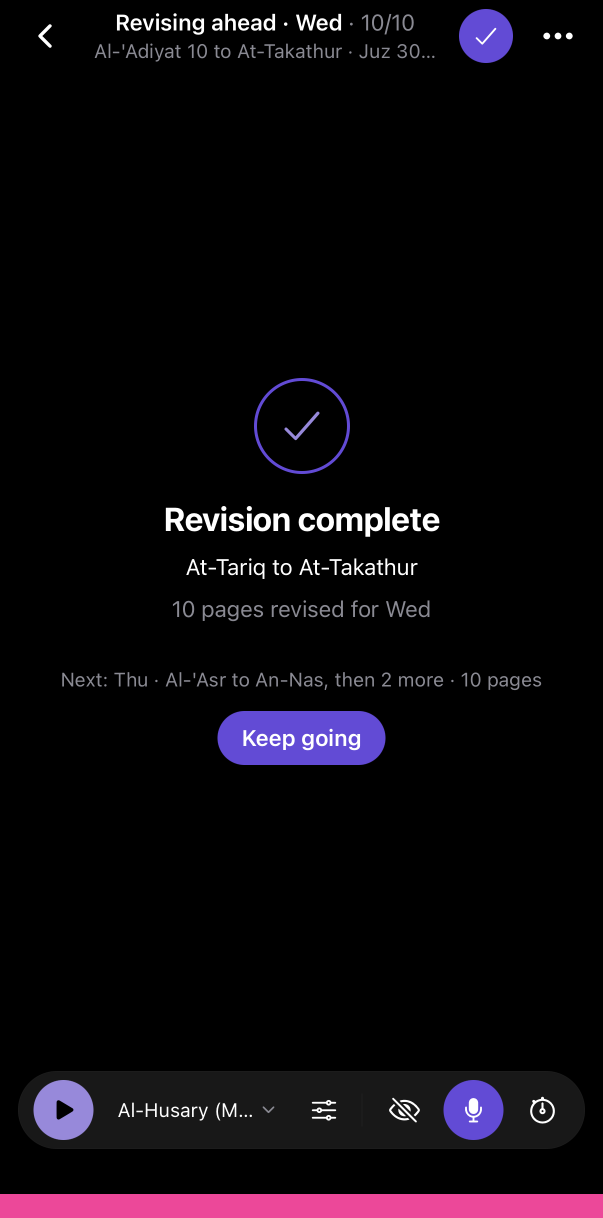 Revising ahead · Wed · 10/10
Al-'Adiyat 10 to At-Takathur · Juz 30...
Revision complete
At-Tariq to At-Takathur
10 pages revised for Wed
Next: Thu · Al-'Asr to An-Nas, then 2 more · 10 pages
Keep going
Al-Husary (M...